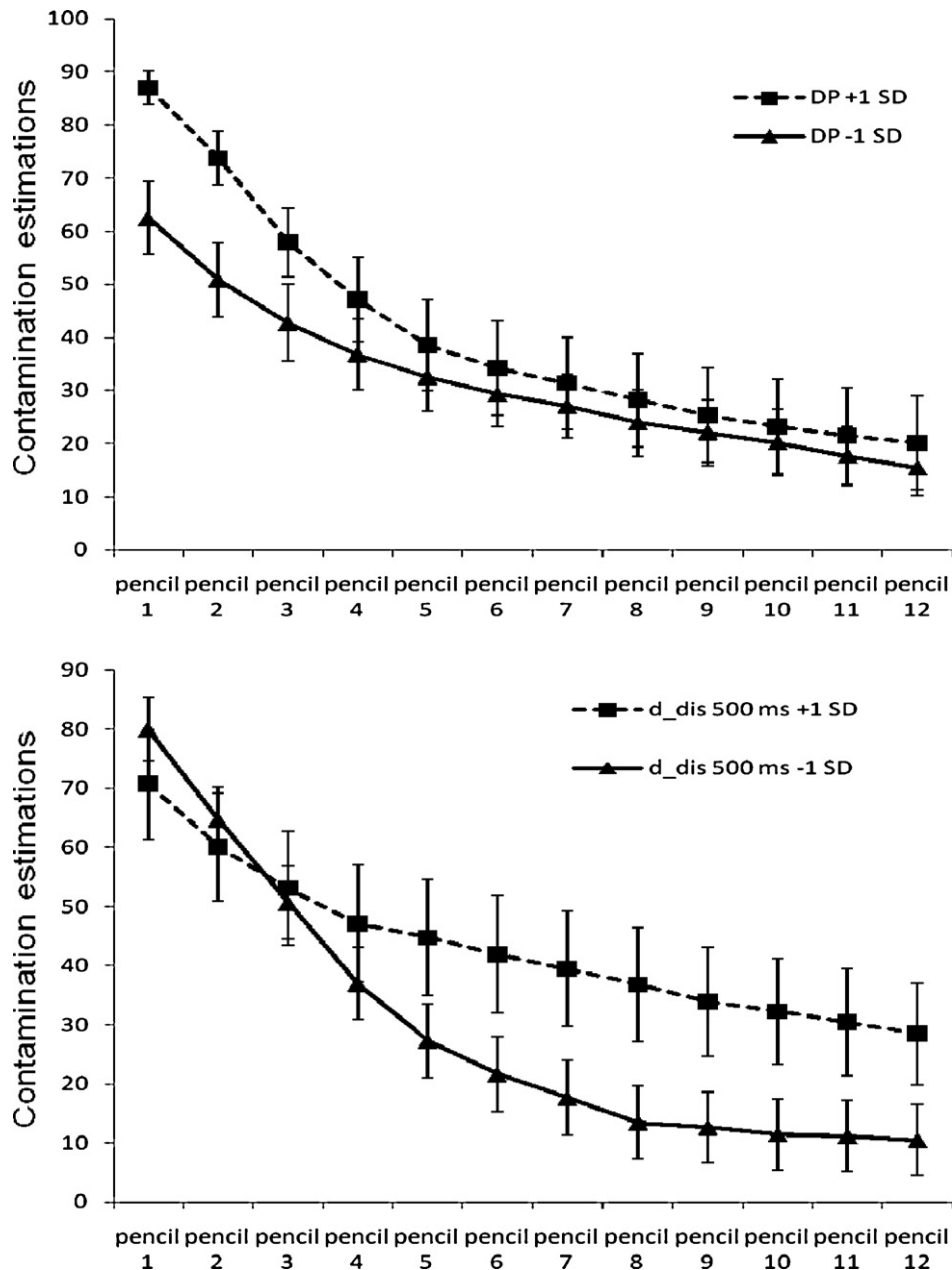 Contamination estimations
100
90
80
70
60
50
40
30
20
10
0
DP +1 SD
DP -1 SD
pencil pencil pencil pencil pencil pencil pencil pencil pencil pencil pencil pencil
1 2 3 4 5 6 7 8 9 10 11 12
Contamination estimations
90
80
70
60
50
40
30
20
10
0
d_dis 500 ms +1 SD
d_dis 500 ms -1 SD
pencil pencil pencil pencil pencil pencil pencil pencil pencil pencil pencil pencil
1 2 3 4 5 6 7 8 9 10 11 12